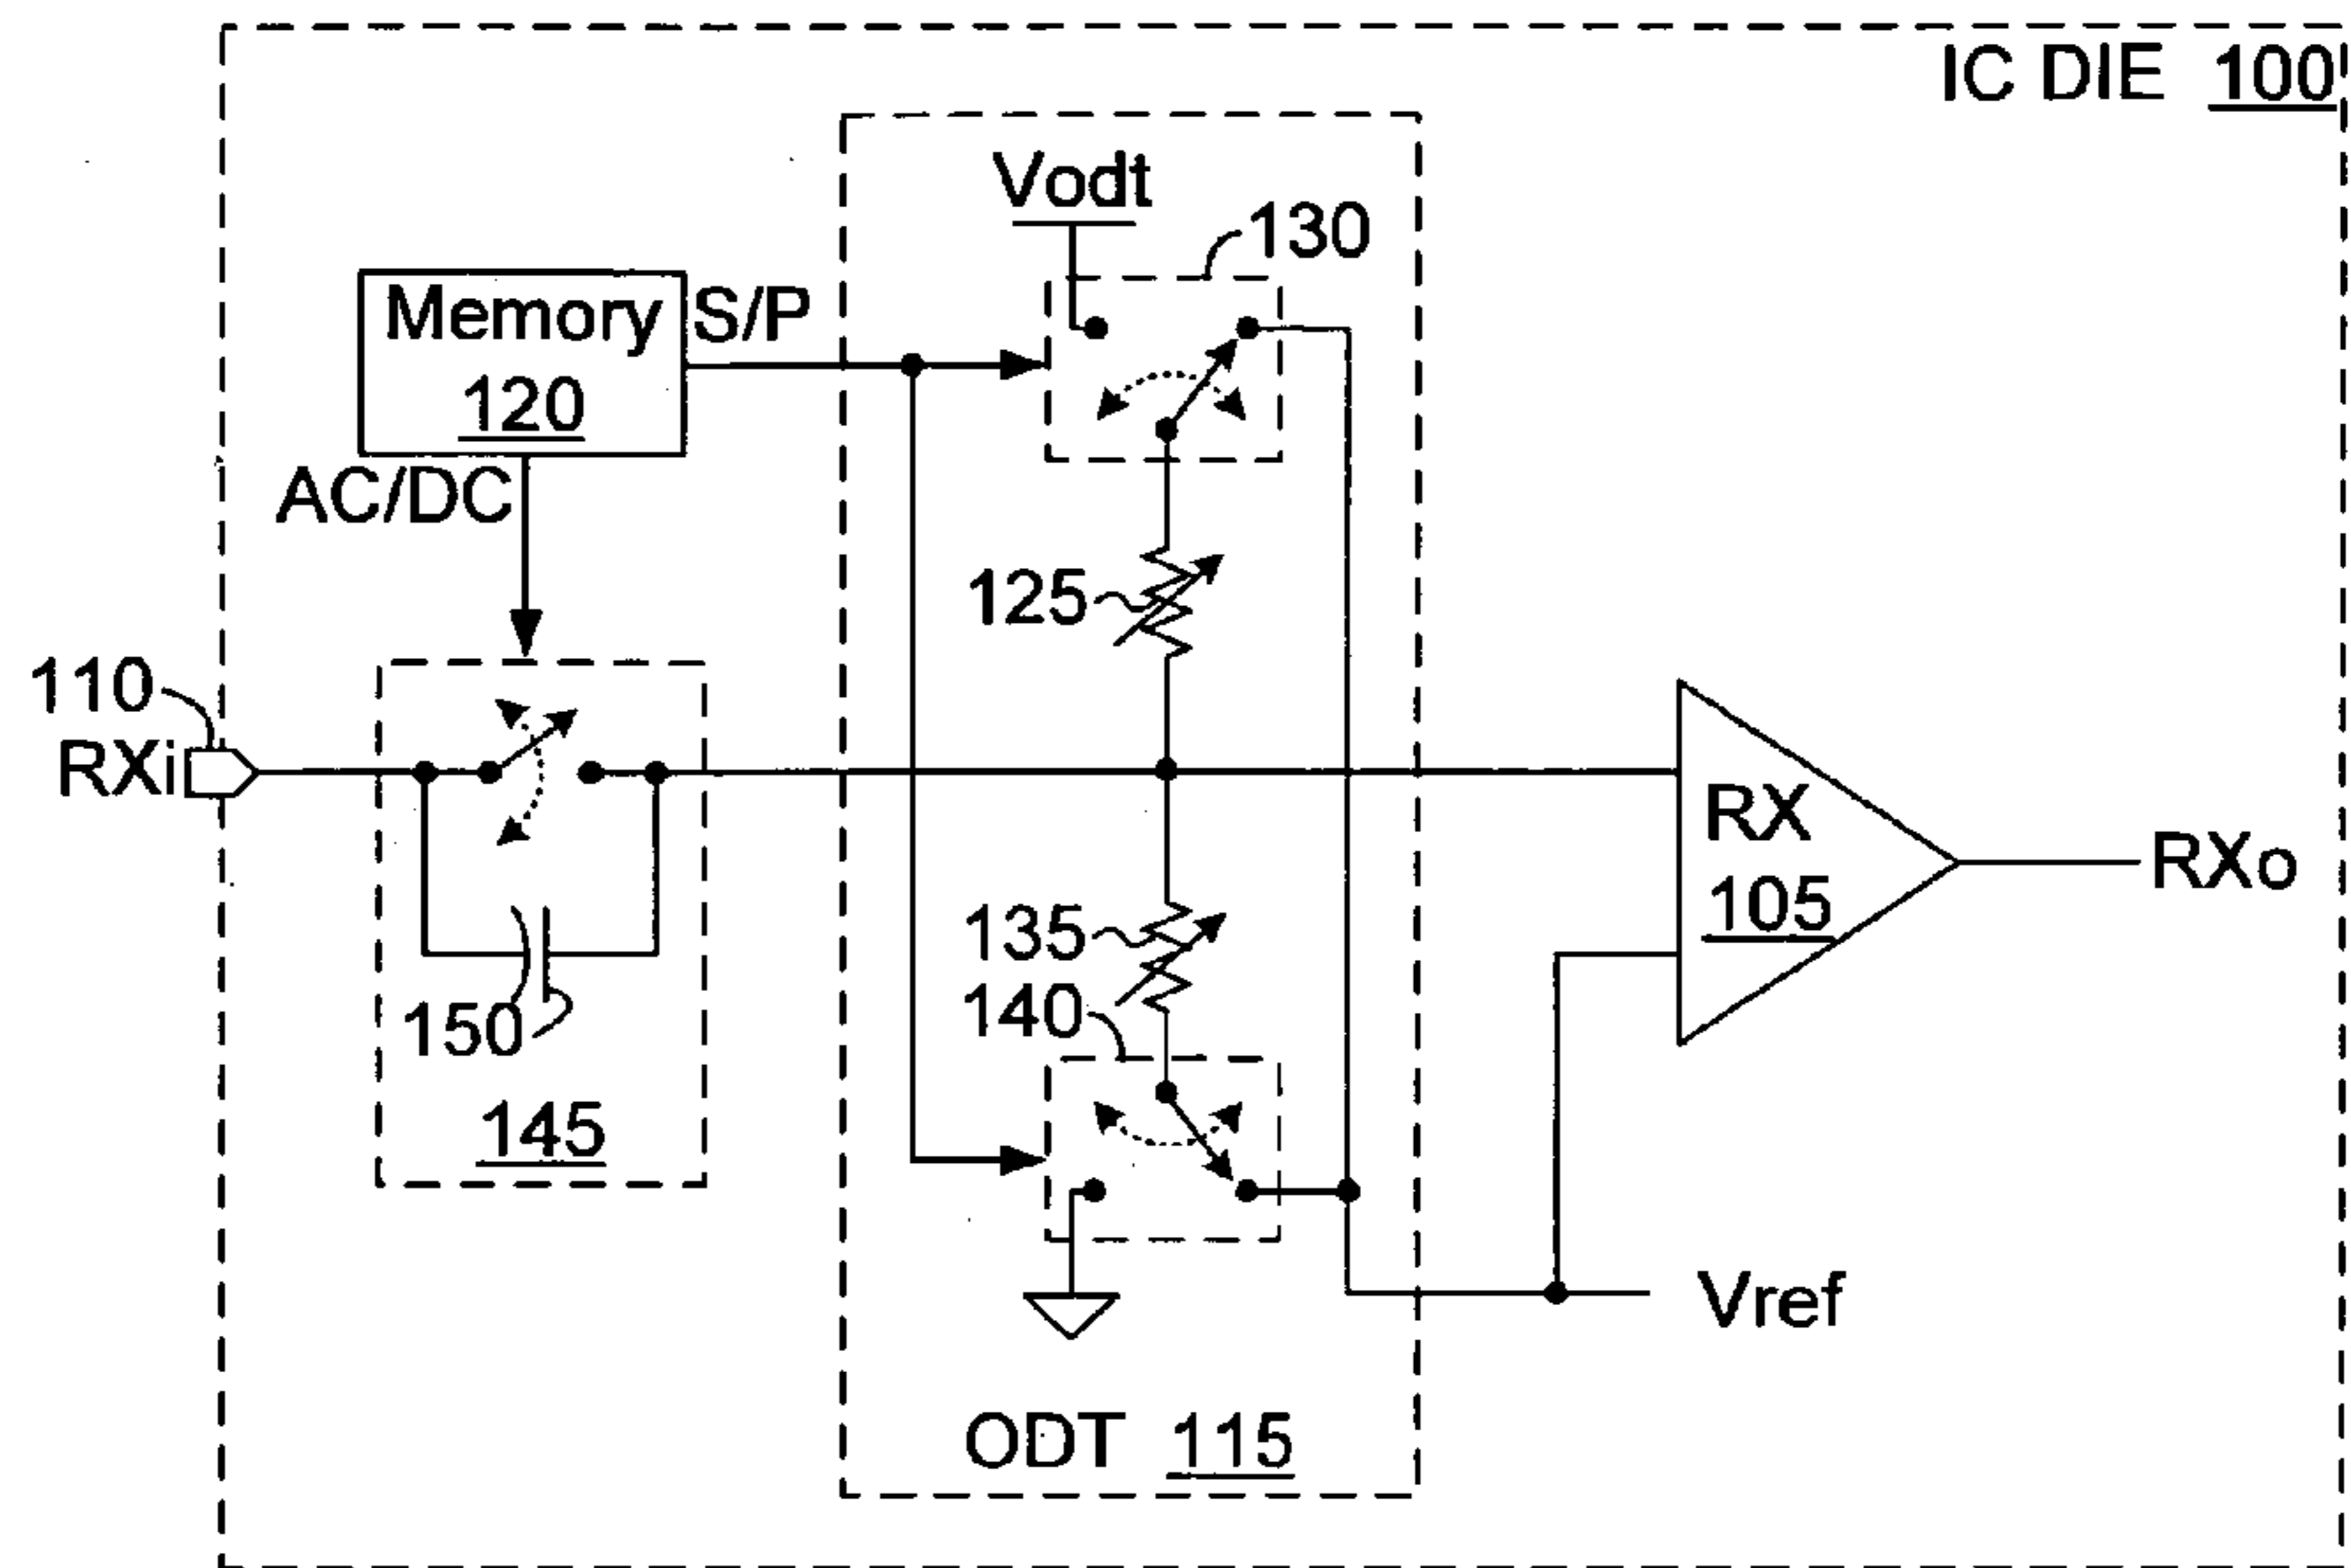 IC DIE 100
Vodt
130
Memory
120
S/P
AC/DC
125
110
RXi
RX
105
RXo
135
140
150
145
Vref
ODT 115